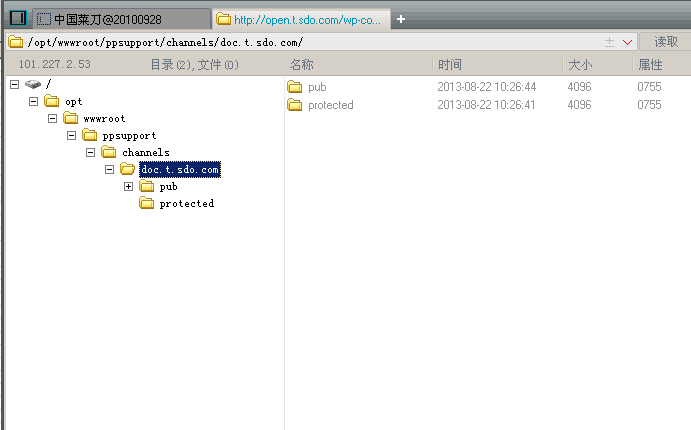 中国菜刀@20100928
http://open.t.sdo.com/wp-co...
+
/opt/wwwroot/ppsupport/channels/doc.t.sdo.com/
读取
101.227.2.53 目录(2),文件(0)
名称 时间 大小 属性
/
opt
wwwroot
ppsupport
channels
doc.t.sdo.com
pub
protected
pub 2013-08-22 10:26:44 4096 0755
protected 2013-08-22 10:26:41 4096 0755